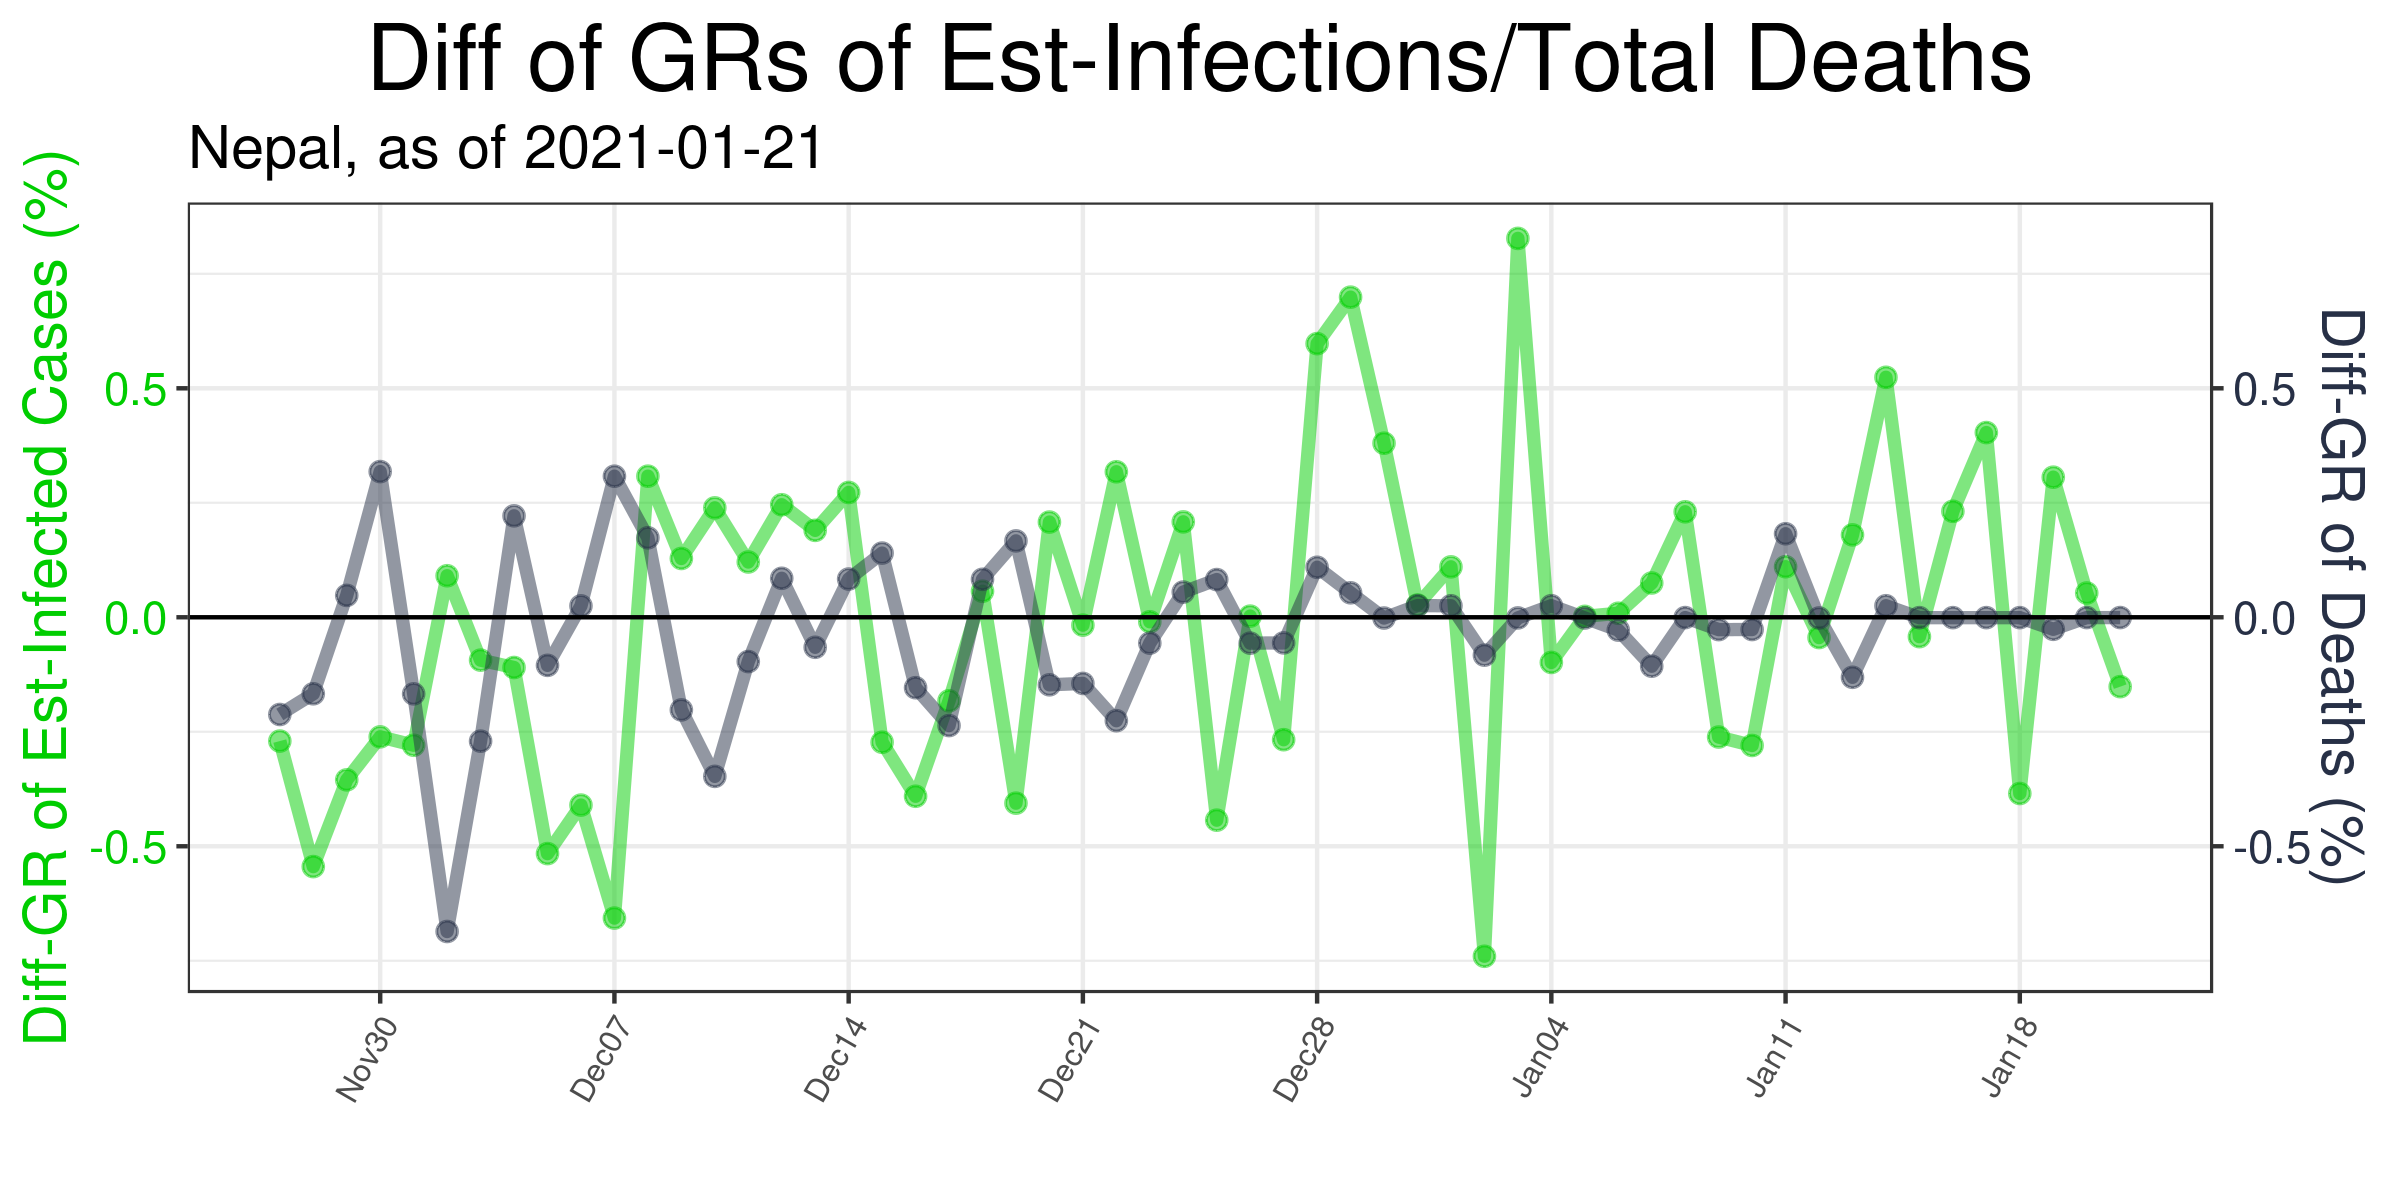 Diff of GRs of Est-Infections/Total Deaths
Nepal, as of 2021-01-21
Diff-GR of Est-Infected Cases (%)
0.5
0.0
-0.5
0.5
0.0
-0.5
Diff-GR of Deaths (%)
Nov30
Dec07
Dec14
Dec21
Dec28
Jan04
Jan11
Jan18